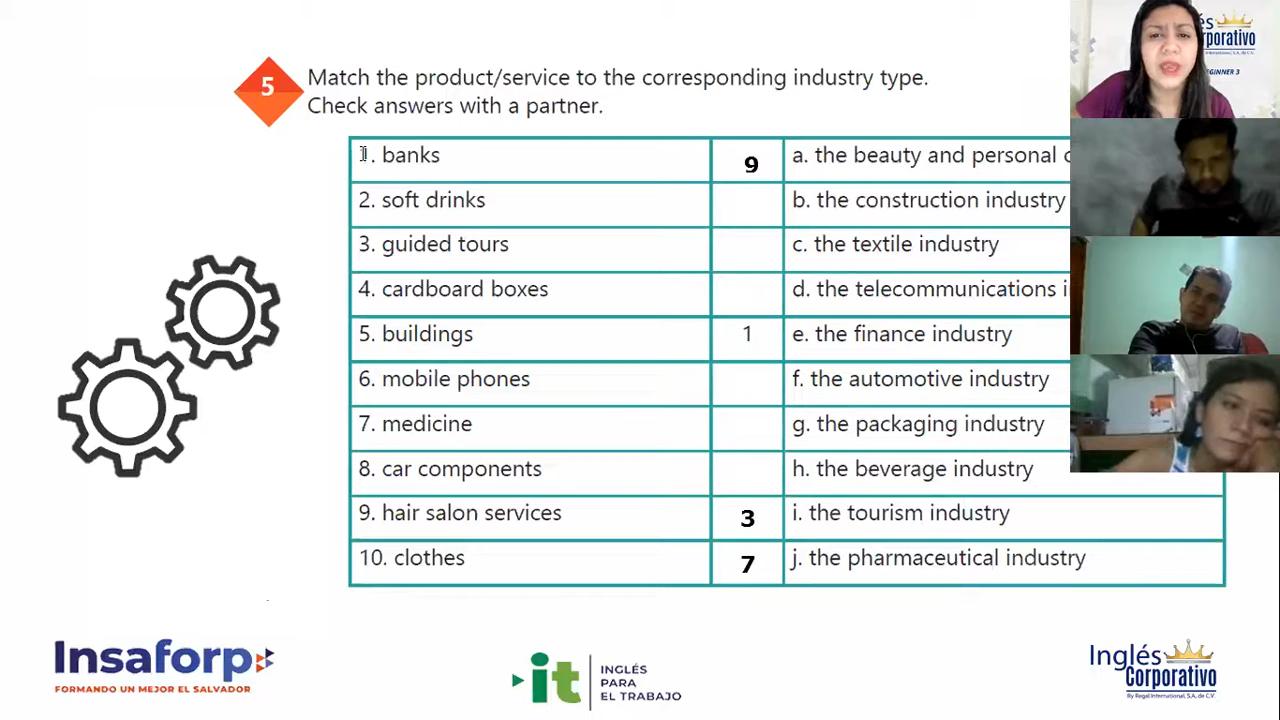 5
Match the product/service to the corresponding industry type.
Check answers with a partner.
1. banks
9
a. the beauty and personal
2. soft drinks
b. the construction industry
3. guided tours
c. the textile industry
4. cardboard boxes
d. the telecommunications
5. buildings
1
e. the finance industry
6. mobile phones
f. the automotive industry
7. medicine
g. the packaging industry
8. car components
h. the beverage industry
9. hair salon services
3
i. the tourism industry
10. clothes
7
j. the pharmaceutical industry
Insaforp
FORMANDO UN MEJOR EL SALVADOR
it
INGLÉS
PARA
EL TRABAJO
Inglés
Corporativo
By Regal International, S.A. de C.V.